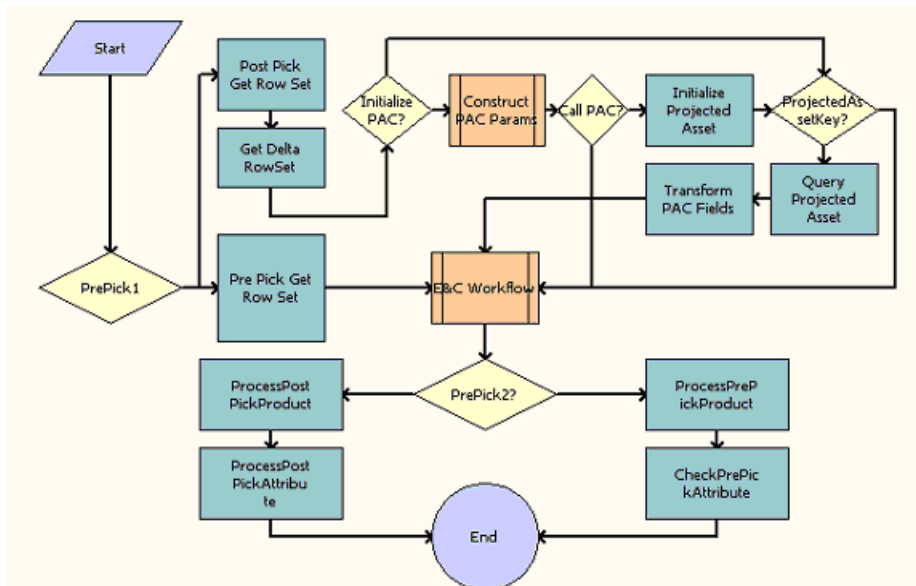 Start
Post Pick
Get Row Set
Get Delta
RowSet
Initialize
PAC?
Construct
PAC Params
Call PAC?
Initialize
Projected
Asset
ProjectedAs
setKey?
Transform
PAC Fields
Query
Projected
Asset
PrePick1
Pre Pick Get
Row Set
E&C Workflow
PrePick2?
ProcessPost
PickProduct
ProcessPreP
ickProduct
ProcessPost
PickAttribu
te
CheckPrePic
kAttribute
End